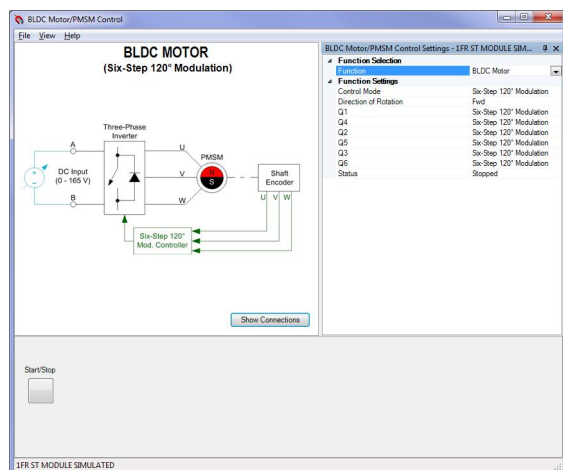 BLDC Motor/PMSM Control
File View Help
BLDC MOTOR
(Six-Step 120° Modulation)
Three-Phase
Inverter
A
U
PMSM
DC Input
(0 - 165 V)
V
N
S
Shaft
Encoder
B
W
U V W
Six-Step 120°
Mod. Controller
Show Connections
BLDC Motor/PMSM Control Settings - 1FR ST MODULE SIM...
Function Selection
Function BLDC Motor
Function Settings
Control Mode Six-Step 120° Modulation
Direction of Rotation Fwd
Q1 Six-Step 120° Modulation
Q4 Six-Step 120° Modulation
Q2 Six-Step 120° Modulation
Q5 Six-Step 120° Modulation
Q3 Six-Step 120° Modulation
Q6 Six-Step 120° Modulation
Status Stopped
Start/Stop
1FR ST MODULE SIMULATED